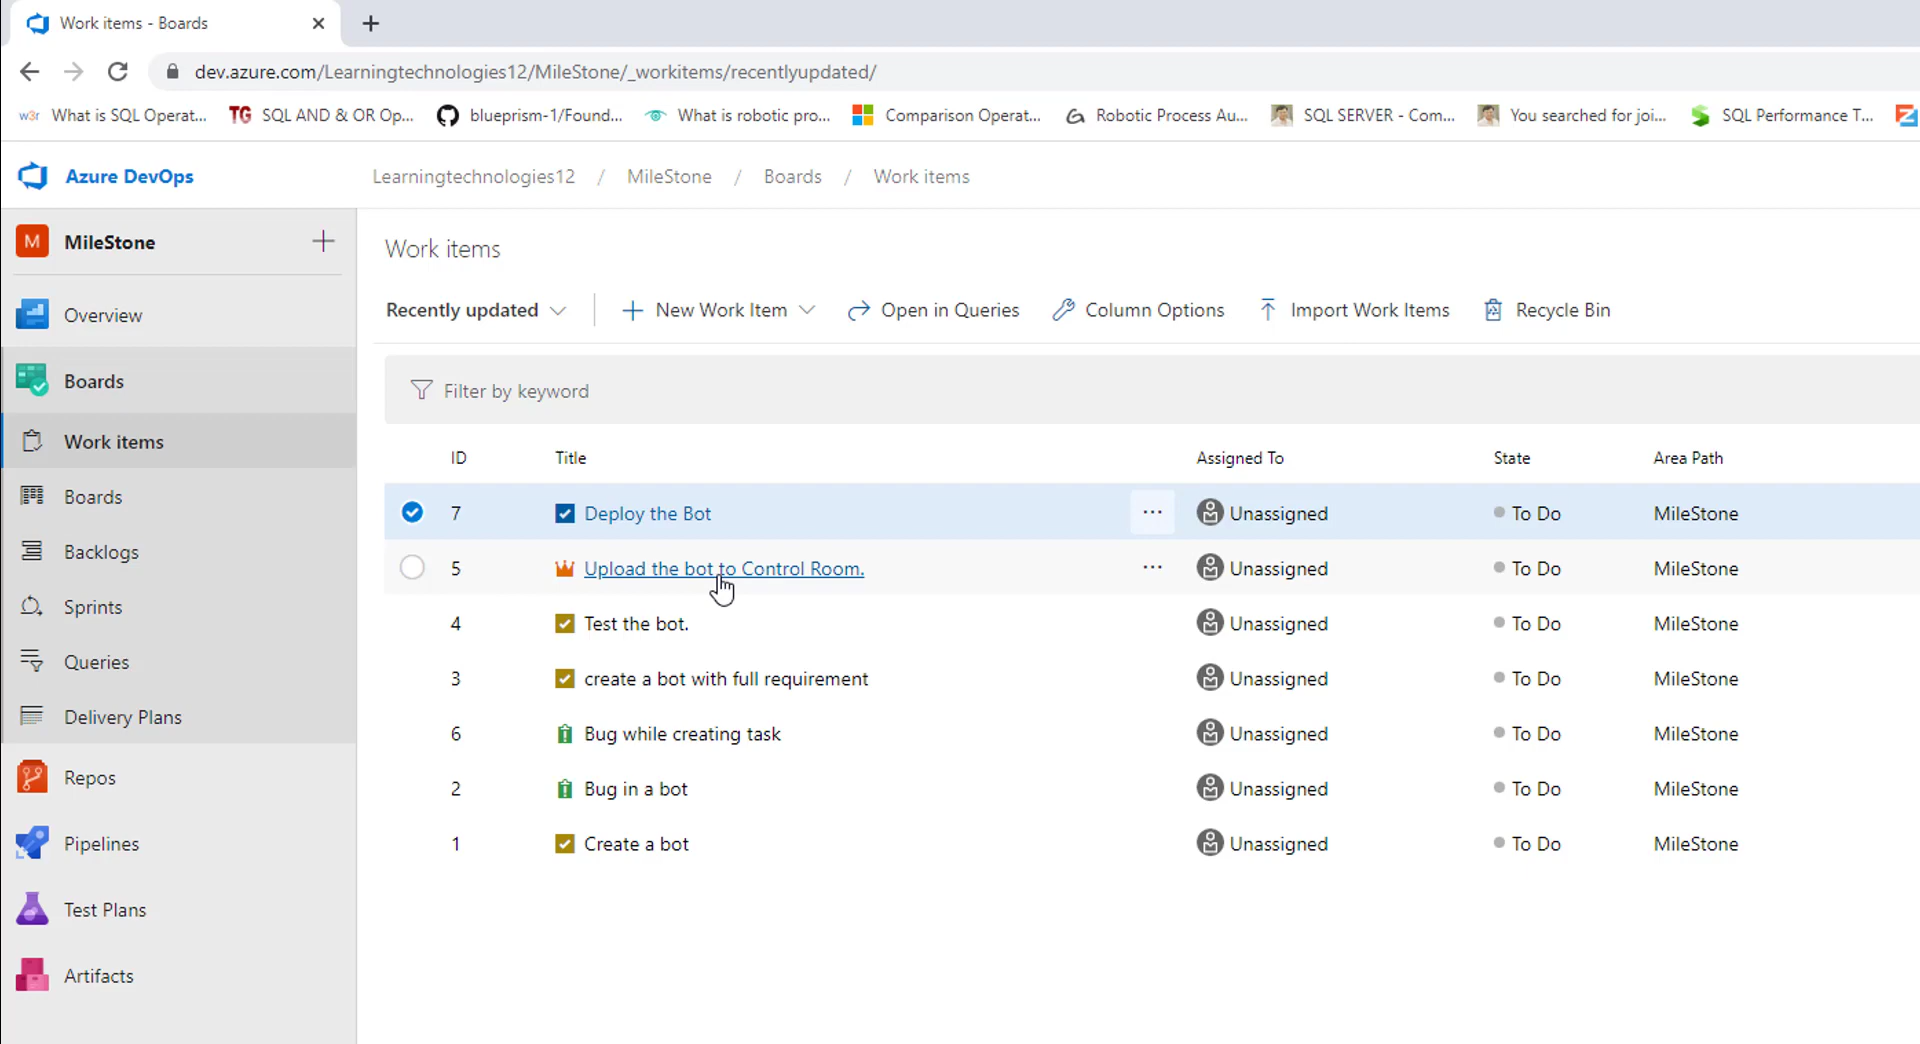 Work items - Boards
dev.azure.com/Learningtechnologies12/MileStone/_workitems/recentlyupdated/
w3r What is SQL Operat... TG SQL AND & OR Op... blueprism-1/Found... What is robotic pro... Comparison Operat... Robotic Process Au... SQL SERVER - Com... You searched for joi... SQL Performance T...
Azure DevOps Learningtechnologies12 / MileStone / Boards / Work items
M MileStone
Work items
Recently updated New Work Item Open in Queries Column Options Import Work Items Recycle Bin
Overview
Boards
Work items
Boards
Backlogs
Sprints
Queries
Delivery Plans
Repos
Pipelines
Test Plans
Artifacts
Filter by keyword
ID Title Assigned To State Area Path
7 Deploy the Bot ... Unassigned To Do MileStone
5 Upload the bot to Control Room. ... Unassigned To Do MileStone
4 Test the bot. Unassigned To Do MileStone
3 create a bot with full requirement Unassigned To Do MileStone
6 Bug while creating task Unassigned To Do MileStone
2 Bug in a bot Unassigned To Do MileStone
1 Create a bot Unassigned To Do MileStone